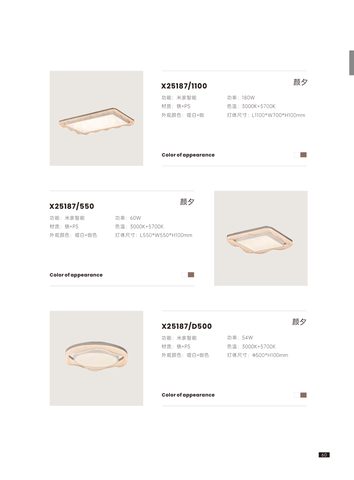 X25187/1100
颜夕
功能：米家智能
功率：180W
材质：铁+PS
色温：3000K+5700K
外观颜色：暗白+咖
灯体尺寸：L1100*W700*H100mm
Color of appearance
X25187/550
颜夕
功能：米家智能
功率：60W
材质：铁+PS
色温：3000K+5700K
外观颜色：暗白+咖色
灯体尺寸：L550*W550*H100mm
Color of appearance
X25187/D500
颜夕
功能：米家智能
功率：54W
材质：铁+PS
色温：3000K+5700K
外观颜色：暗白+咖色
灯体尺寸：Φ500*H100mm
Color of appearance
60